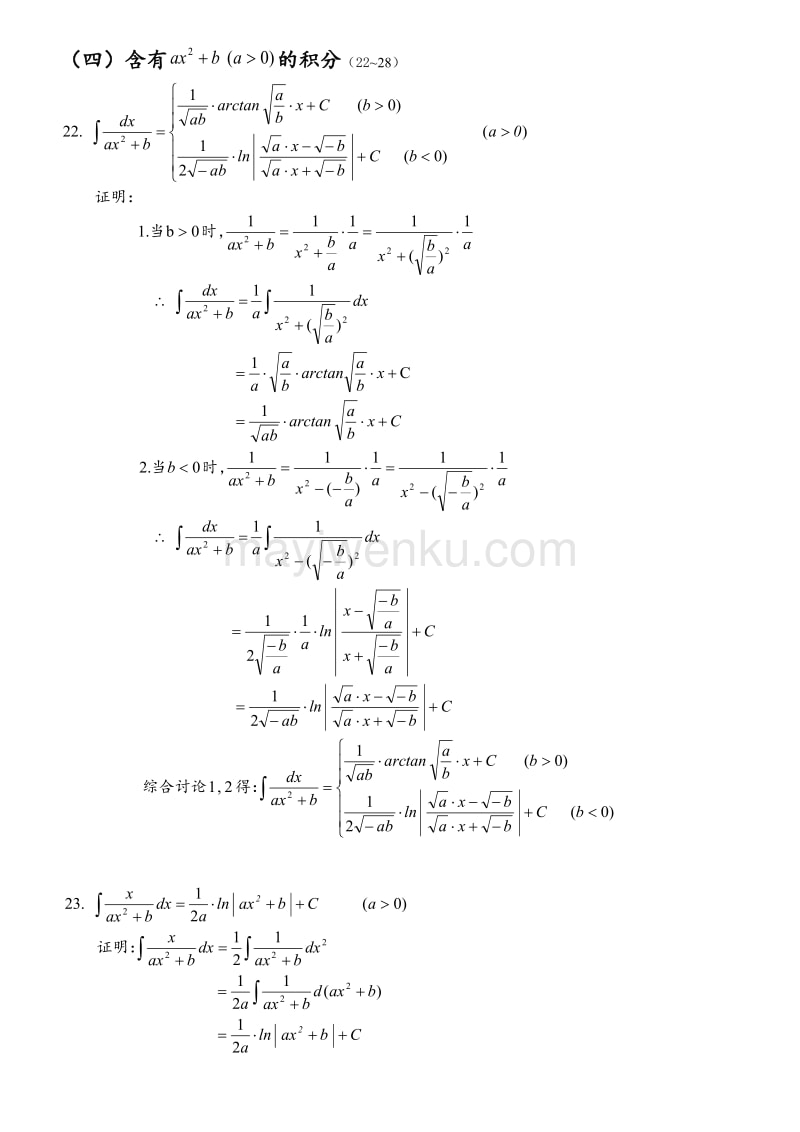 （四）含有 ax² + b (a > 0) 的积分（22~28）
22. ∫ dx/(ax² + b) = { 1/√(ab) · arctan √(a/b) · x + C (b > 0)
1/(2√(−ab)) · ln |(√a · x − √(−b))/(√a · x + √(−b))| + C (b < 0) (a > 0)
证明：
1.当 b > 0 时, 1/(ax² + b) = 1/(x² + b/a) · 1/a = 1/(x² + (√(b/a))²) · 1/a
∴ ∫ dx/(ax² + b) = 1/a ∫ 1/(x² + (√(b/a))²) dx
= 1/a · √(a/b) · arctan √(a/b) · x + C
= 1/√(ab) · arctan √(a/b) · x + C
2.当 b < 0 时, 1/(ax² + b) = 1/(x² − (−b/a)) · 1/a = 1/(x² − (√(−b/a))²) · 1/a
∴ ∫ dx/(ax² + b) = 1/a ∫ 1/(x² − (√(−b/a))²) dx
mayiwenku.com
= 1/(2√(−b/a)) · 1/a · ln |(x − √(−b/a))/(x + √(−b/a))| + C
= 1/(2√(−ab)) · ln |(√a · x − √(−b))/(√a · x + √(−b))| + C
综合讨论 1, 2 得: ∫ dx/(ax² + b) = { 1/√(ab) · arctan √(a/b) · x + C (b > 0)
1/(2√(−ab)) · ln |(√a · x − √(−b))/(√a · x + √(−b))| + C (b < 0)
23. ∫ x/(ax² + b) dx = 1/(2a) · ln | ax² + b | + C (a > 0)
证明: ∫ x/(ax² + b) dx = 1/2 ∫ 1/(ax² + b) dx²
= 1/(2a) ∫ 1/(ax² + b) d(ax² + b)
= 1/(2a) · ln | ax² + b | + C